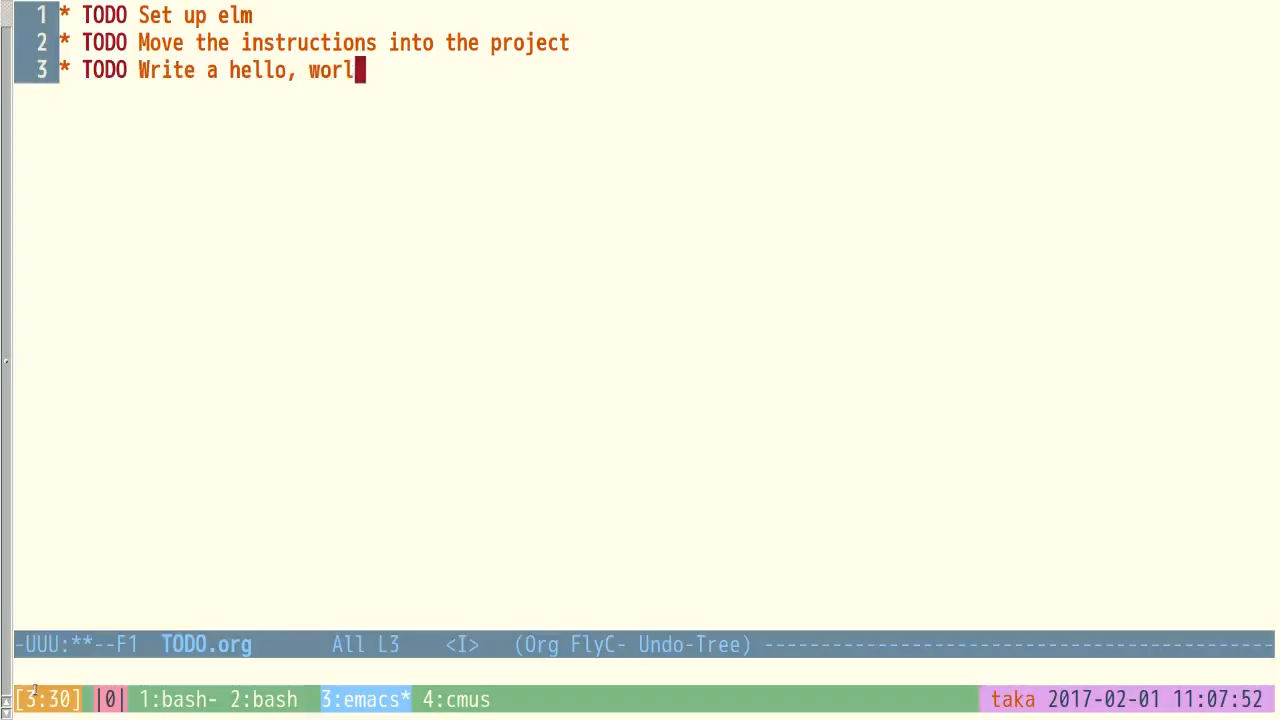 1 * TODO Set up elm
2 * TODO Move the instructions into the project
3 * TODO Write a hello, worl
-UUU:**--F1 TODO.org All L3 <I> (Org FlyC- Undo-Tree) ---------------------------------------------
[3:30] |0| 1:bash- 2:bash 3:emacs* 4:cmus taka 2017-02-01 11:07:52